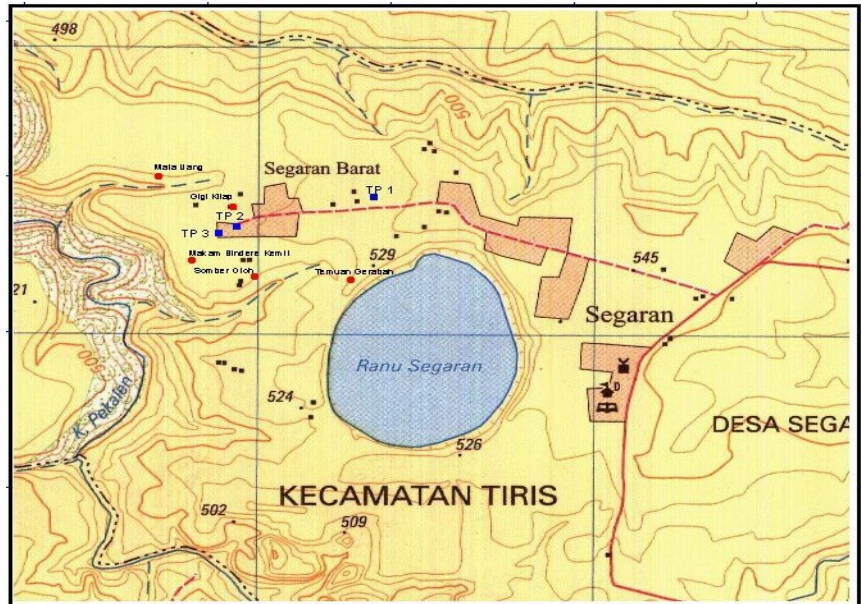 498
500
Mata Uang
Segaran Barat
Gigi Kilap
TP 1
TP 2
TP 3
Makam Bindere Kemil
529
545
Somber Oloh
Temuan Gerabah
21
Segaran
500
Ranu Segaran
K. Pekalen
524
D
DESA SEGA
526
KECAMATAN TIRIS
502
509